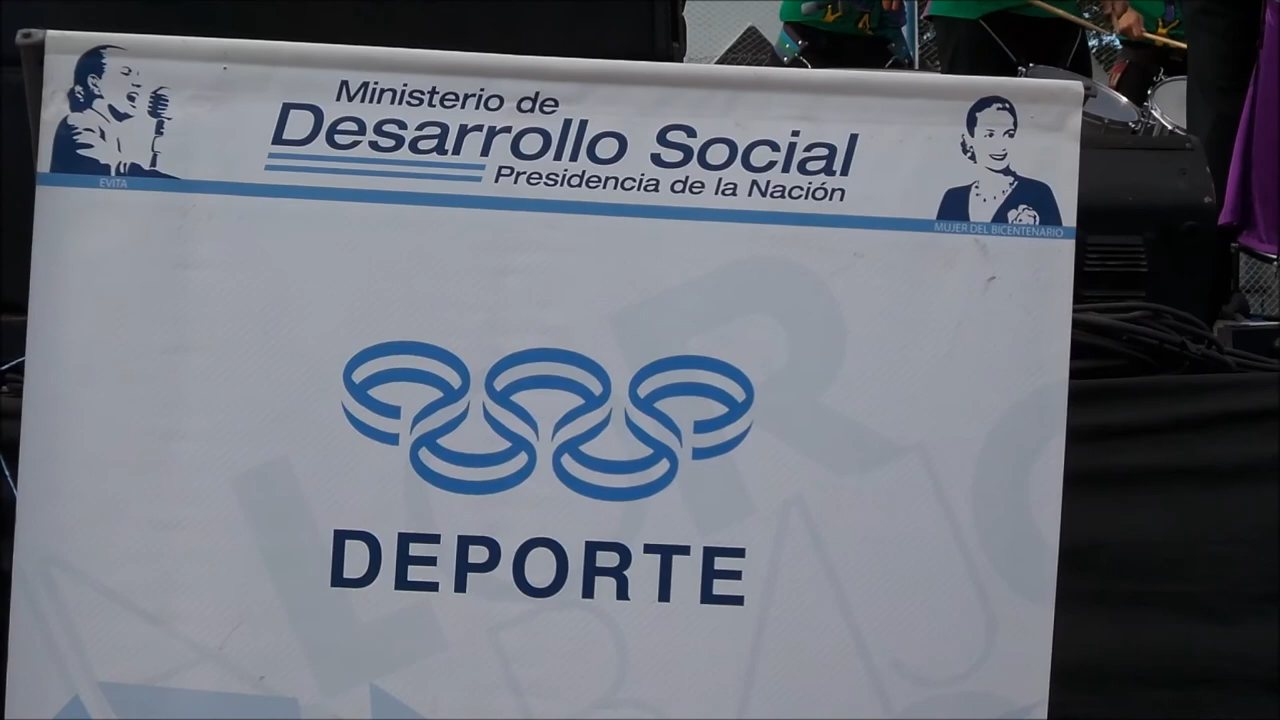 Ministerio de
Desarrollo Social
Presidencia de la Nación
EVITA
MUJER DEL BICENTENARIO
DEPORTE